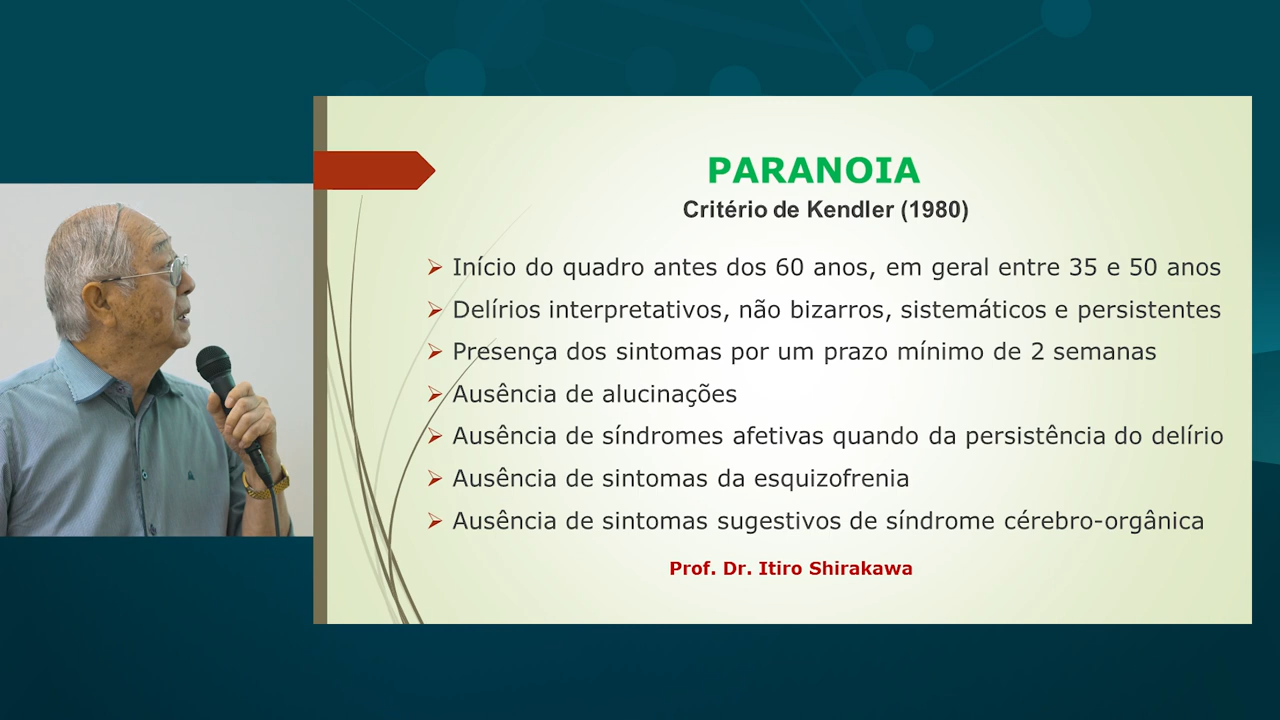 PARANOIA
Critério de Kendler (1980)
Início do quadro antes dos 60 anos, em geral entre 35 e 50 anos
Delírios interpretativos, não bizarros, sistemáticos e persistentes
Presença dos sintomas por um prazo mínimo de 2 semanas
Ausência de alucinações
Ausência de síndromes afetivas quando da persistência do delírio
Ausência de sintomas da esquizofrenia
Ausência de sintomas sugestivos de síndrome cérebro-orgânica
Prof. Dr. Itiro Shirakawa